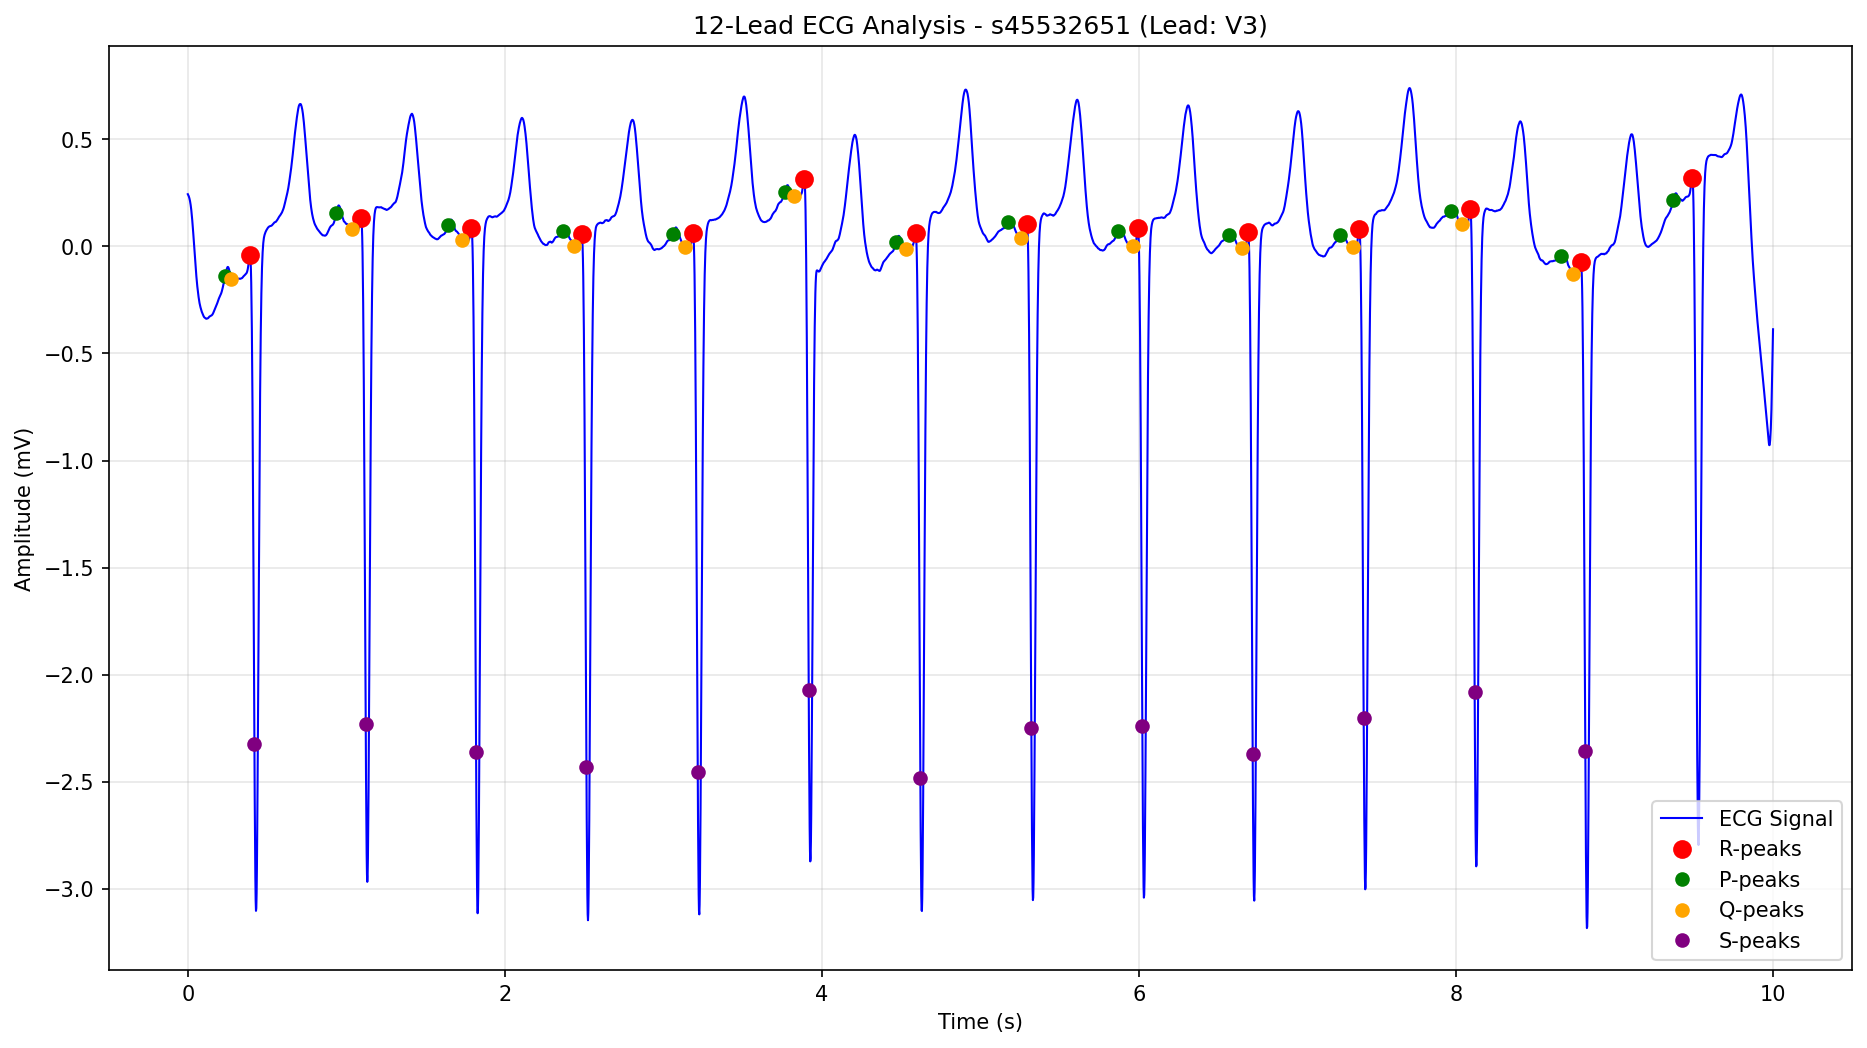 12-Lead ECG Analysis - s45532651 (Lead: V3)
Amplitude (mV)
0.5
0.0
−0.5
−1.0
−1.5
−2.0
−2.5
−3.0
ECG Signal
R-peaks
P-peaks
Q-peaks
S-peaks
0 2 4 6 8 10
Time (s)